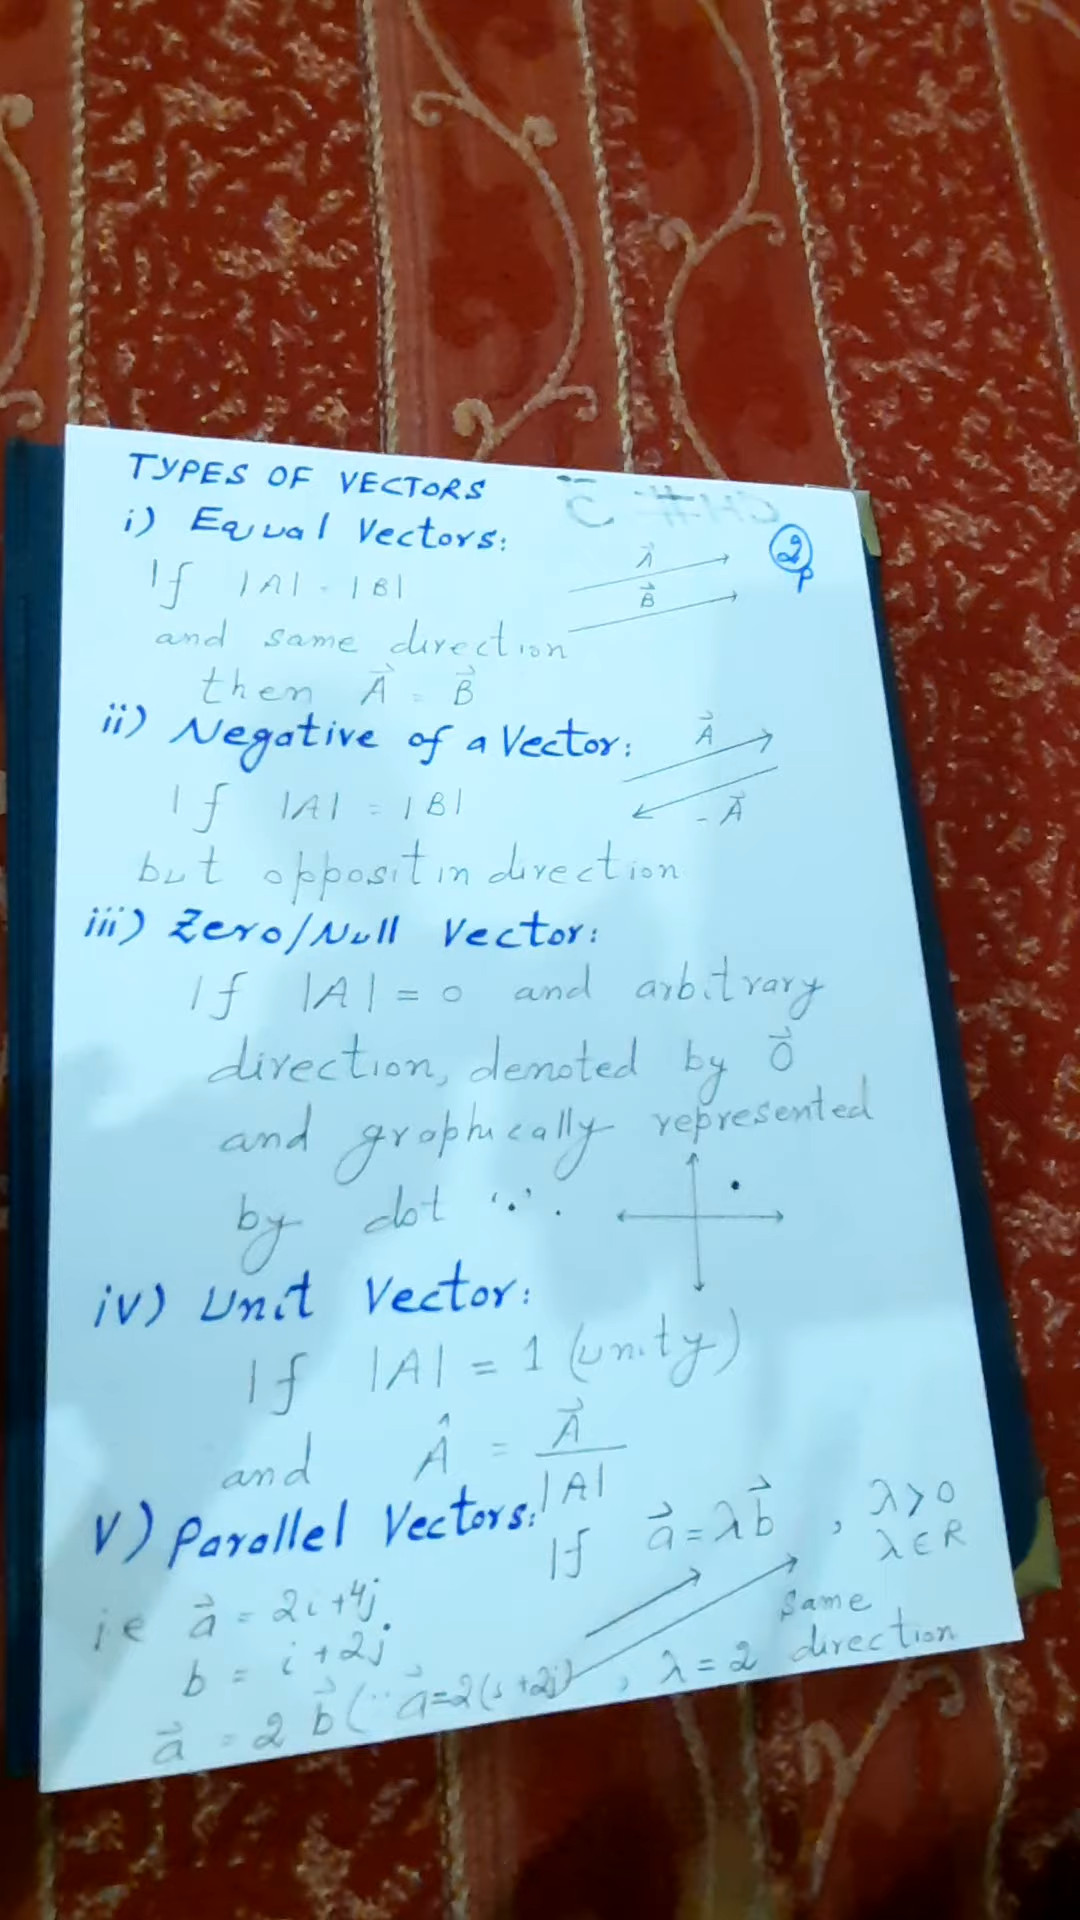 TYPES OF VECTORS
CH# 3
2
P
i) Equal Vectors:
If |A| = |B|
and same direction
then A⃗ = B⃗
A⃗
B⃗
ii) Negative of a Vector:
If |A| = |B|
but opposit in direction
A⃗
- A⃗
iii) Zero/Null Vector:
If |A| = 0 and arbitrary
direction, denoted by 0⃗
and graphically represented
by dot '.' .
iv) Unit Vector:
If |A| = 1 (unity)
and Â = A⃗/|A|
v) Parallel Vectors: If a⃗ = λb⃗ , λ>0
λ∈R
i.e a⃗ = 2i+4j
b = i+2j
same
direction
a⃗ = 2b⃗ (∵ a⃗=2(i+2j) , λ=2